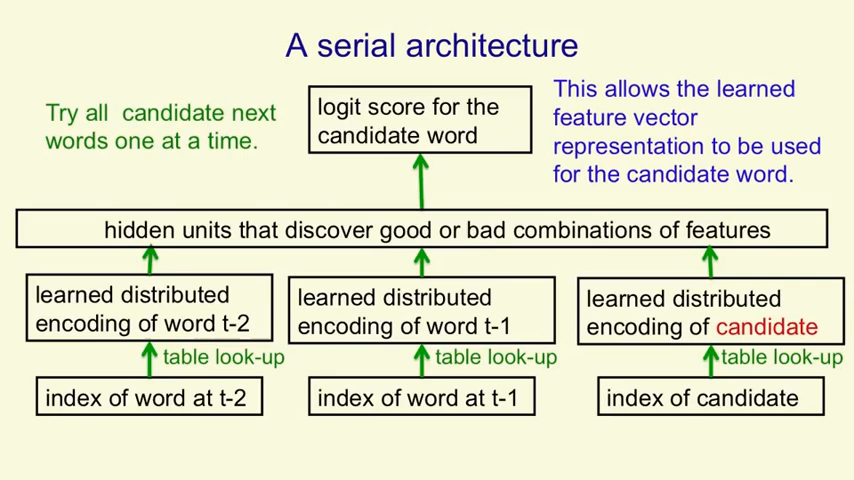 A serial architecture
Try all candidate next
words one at a time.
logit score for the
candidate word
This allows the learned
feature vector
representation to be used
for the candidate word.
hidden units that discover good or bad combinations of features
learned distributed
encoding of word t-2
learned distributed
encoding of word t-1
learned distributed
encoding of candidate
table look-up
table look-up
table look-up
index of word at t-2
index of word at t-1
index of candidate